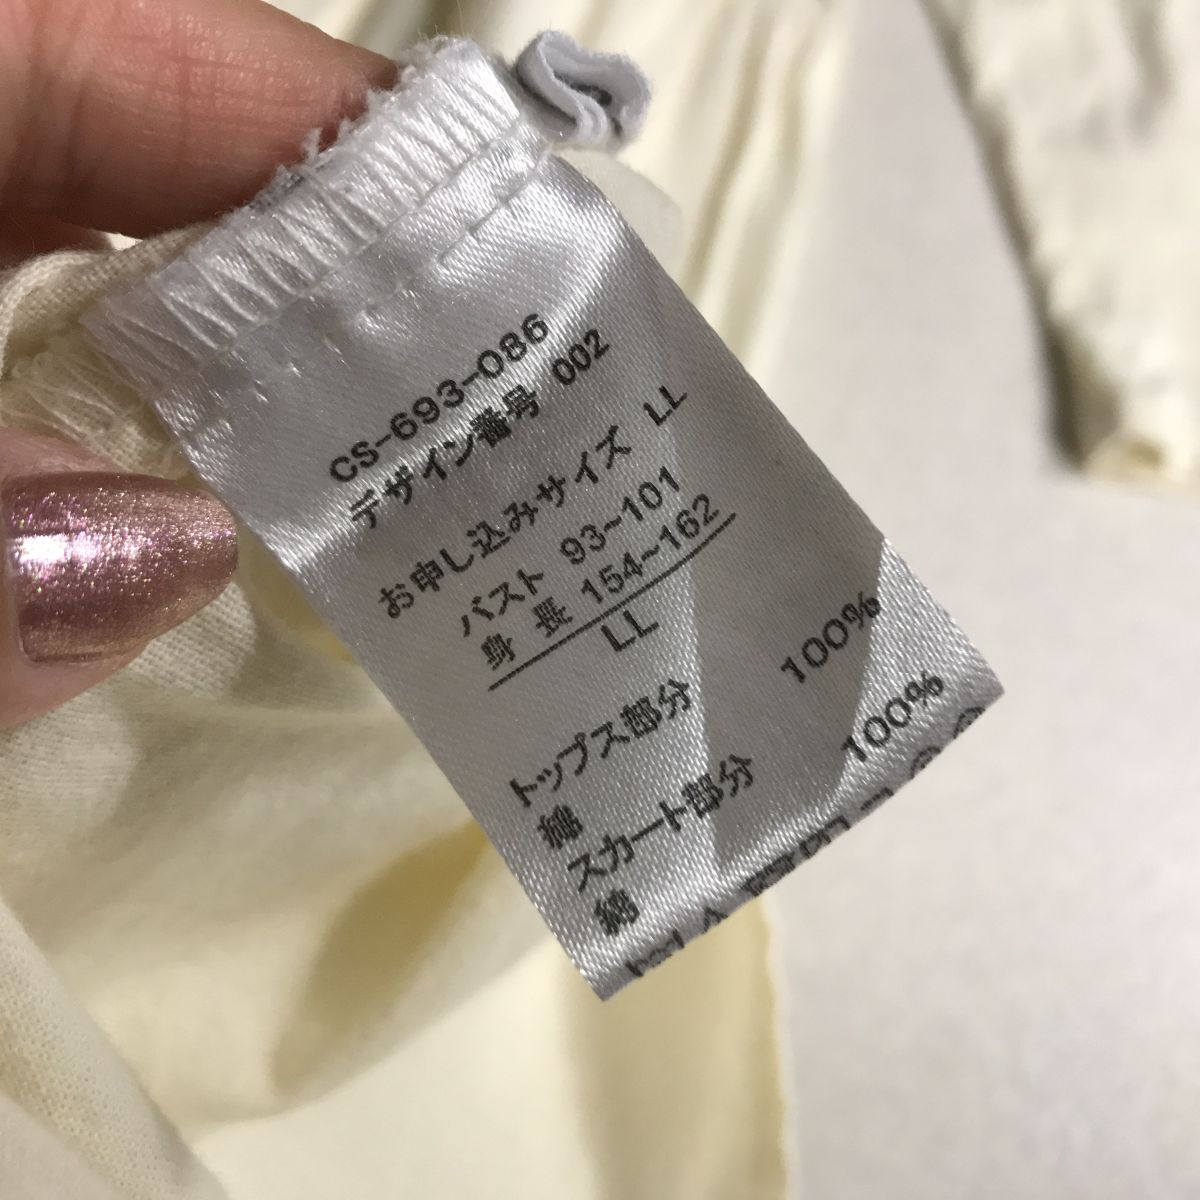 CS-693-086
デザイン番号 002
お申し込みサイズ LL
バスト 93~101
身 長 154~162
LL
トップス部分
綿 100%
スカート部分
綿 100%